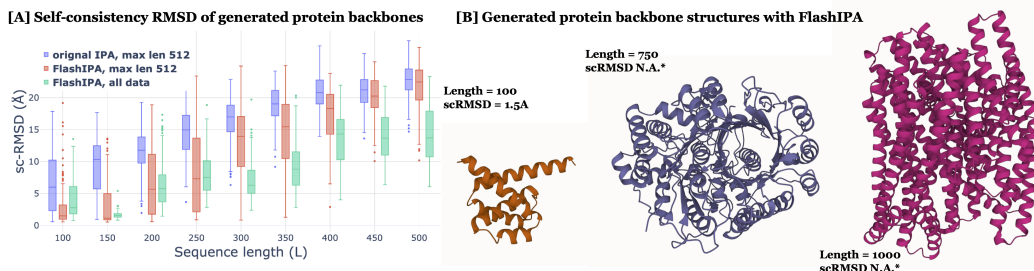 [A] Self-consistency RMSD of generated protein backbones
orignal IPA, max len 512
FlashIPA, max len 512
FlashIPA, all data
sc-RMSD (Å)
20
15
10
5
0
100 150 200 250 300 350 400 450 500
Sequence length (L)
[B] Generated protein backbone structures with FlashIPA
Length = 100
scRMSD = 1.5A
Length = 750
scRMSD N.A.*
Length = 1000
scRMSD N.A.*